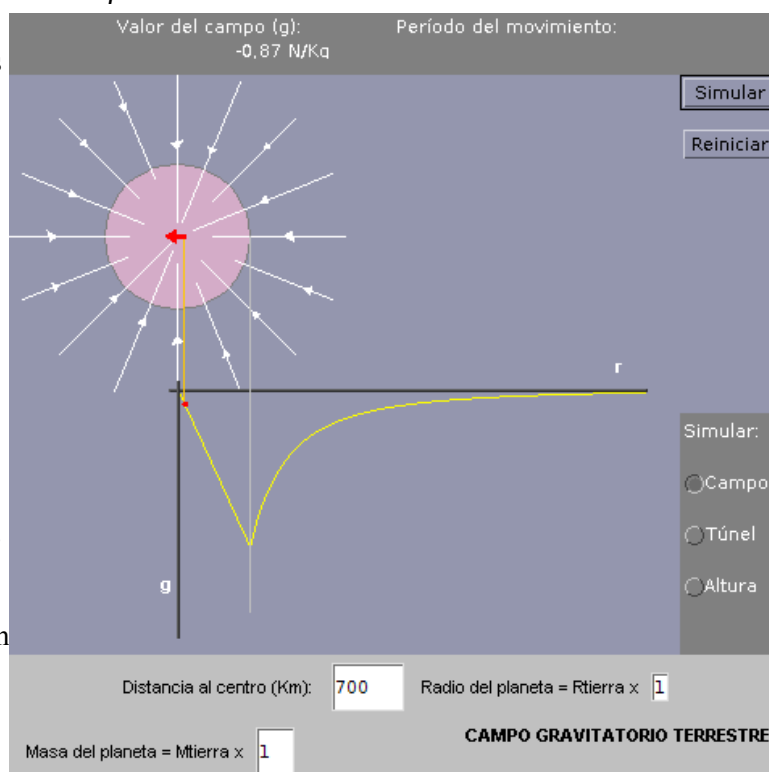 Valor del campo (g):
Período del movimiento:
-0,87 N/Kg
Simular
Reiniciar
r
Simular:
Campo
Túnel
g
Altura
Distancia al centro (Km): 700
Radio del planeta = Rtierra x 1
CAMPO GRAVITATORIO TERRESTRE
Masa del planeta = Mtierra x 1